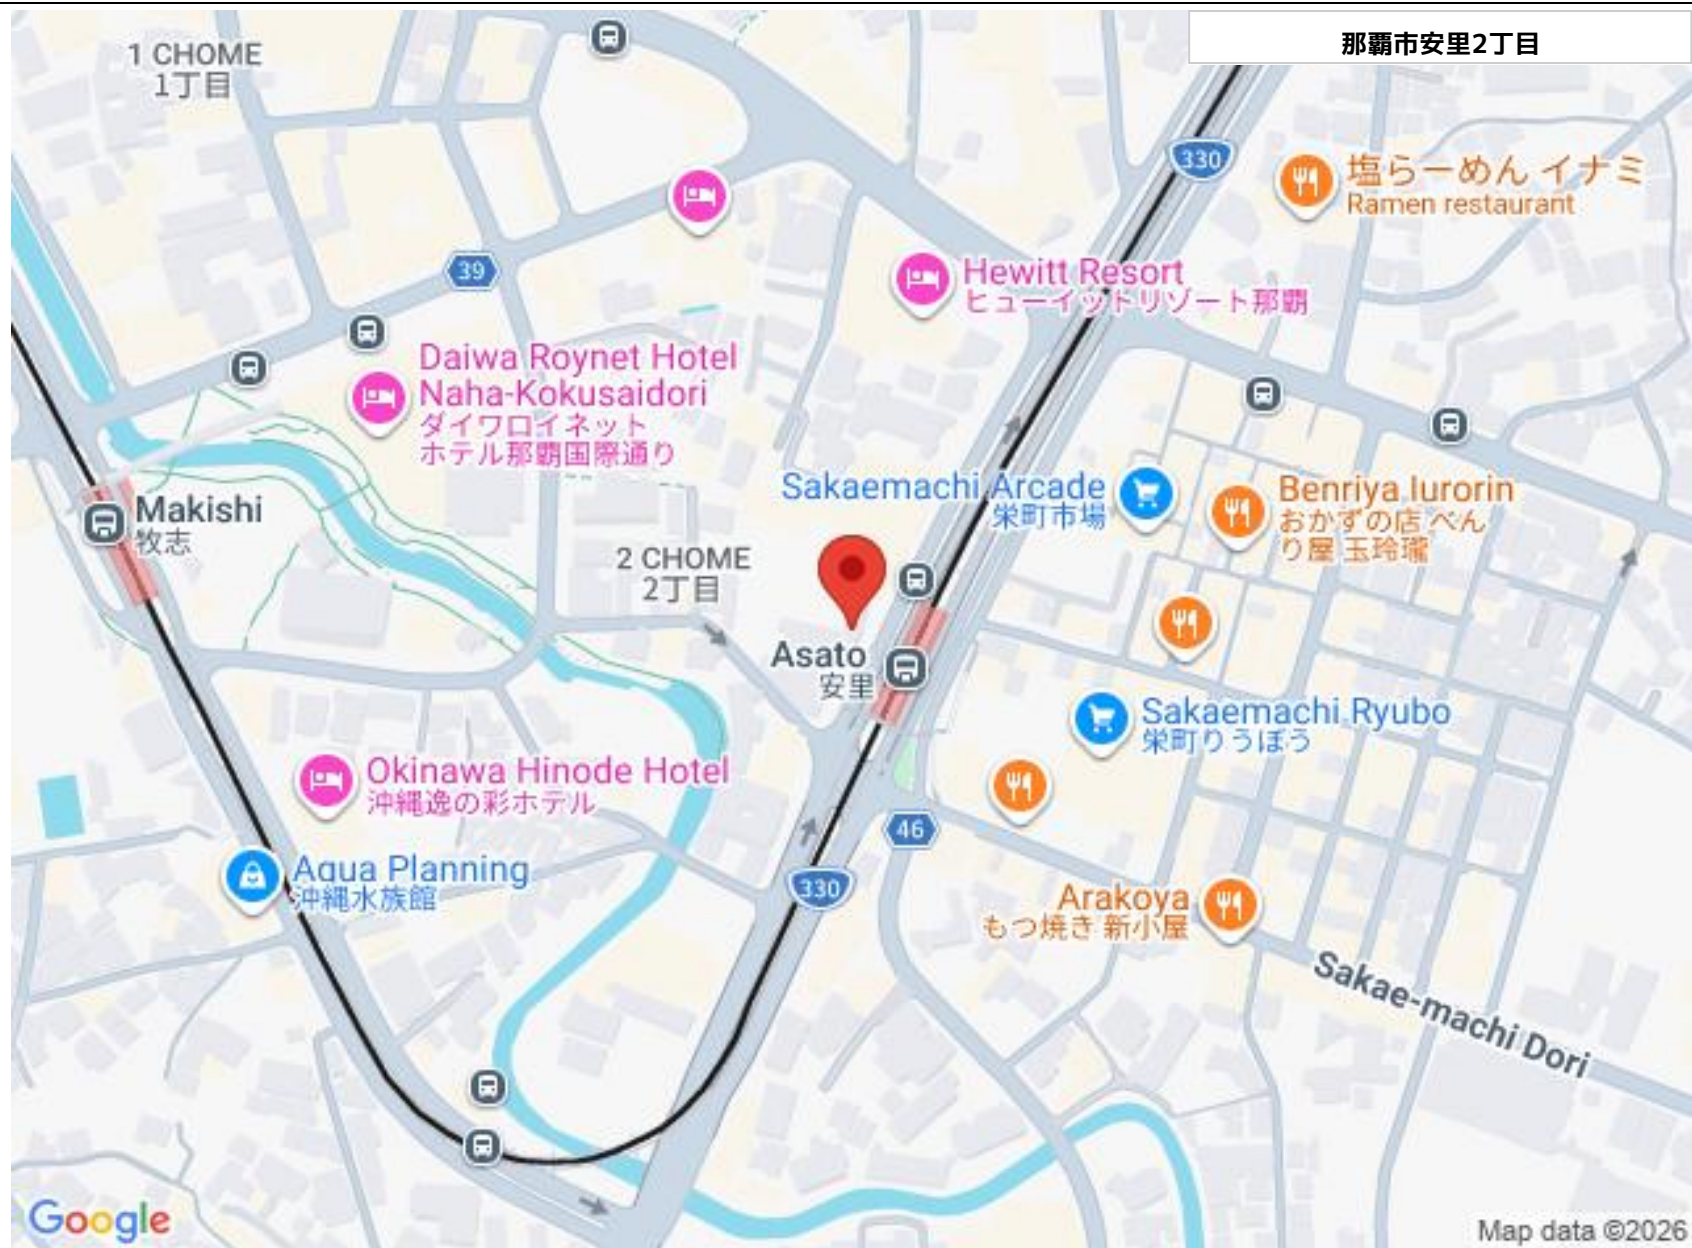 那覇市安里2丁目
1 CHOME
1丁目
330
塩らーめん イナミ
Ramen restaurant
39
Hewitt Resort
ヒューイットリゾート那覇
Daiwa Roynet Hotel
Naha-Kokusaidori
ダイワロイネット
ホテル那覇国際通り
Sakaemachi Arcade
栄町市場
Benriya Iurorin
おかずの店 べん
り屋 玉玲瓏
Makishi
牧志
2 CHOME
2丁目
Asato
安里
Sakaemachi Ryubo
栄町りうぼう
Okinawa Hinode Hotel
沖縄逸の彩ホテル
46
Aqua Planning
沖縄水族館
330
Arakoya
もつ焼き 新小屋
Sakae-machi Dori
Google
Map data ©2026